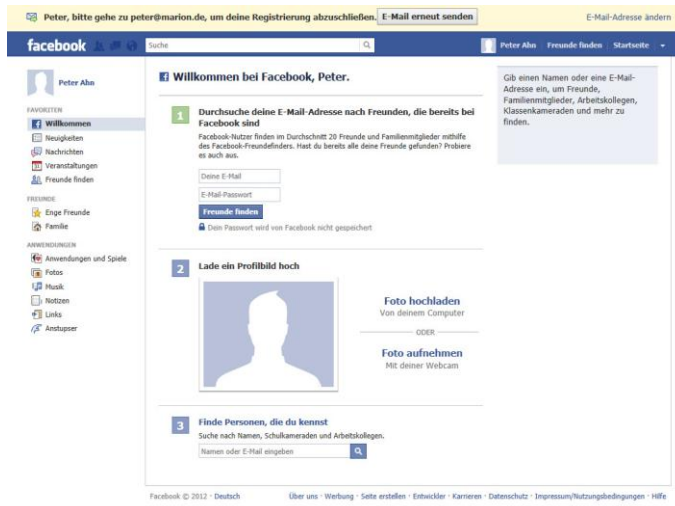 Peter, bitte gehe zu peter@marion.de, um deine Registrierung abzuschließen. E-Mail erneut senden E-Mail-Adresse ändern
facebook Suche Peter Ahn Freunde finden Startseite
Peter Ahn
FAVORITEN
Willkommen
Neuigkeiten
Nachrichten
Veranstaltungen
Freunde finden
FREUNDE
Enge Freunde
Familie
ANWENDUNGEN
Anwendungen und Spiele
Fotos
Musik
Notizen
Links
Anstupser
Willkommen bei Facebook, Peter.
1 Durchsuche deine E-Mail-Adresse nach Freunden, die bereits bei
Facebook sind
Facebook-Nutzer finden im Durchschnitt 20 Freunde und Familienmitglieder mithilfe
des Facebook-Freundefinders. Hast du bereits alle deine Freunde gefunden? Probiere
es auch aus.
Deine E-Mail
E-Mail-Passwort
Freunde finden
Dein Passwort wird von Facebook nicht gespeichert
2 Lade ein Profilbild hoch
Foto hochladen
Von deinem Computer
ODER
Foto aufnehmen
Mit deiner Webcam
3 Finde Personen, die du kennst
Suche nach Namen, Schulkameraden und Arbeitskollegen.
Namen oder E-Mail eingeben
Gib einen Namen oder eine E-Mail-
Adresse ein, um Freunde,
Familienmitglieder, Arbeitskollegen,
Klassenkameraden und mehr zu
finden.
Facebook © 2012 · Deutsch Über uns · Werbung · Seite erstellen · Entwickler · Karrieren · Datenschutz · Impressum/Nutzungsbedingungen · Hilfe